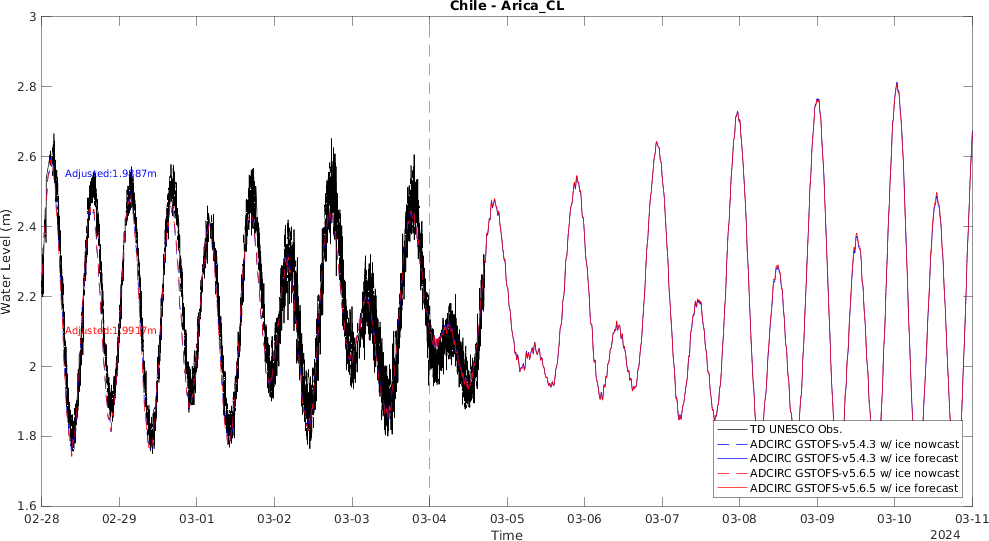 Chile - Arica_CL
3
2.8
2.6
2.4
2.2
2
1.8
1.6
Water Level (m)
Adjusted:1.9387m
Adjusted:1.9917m
TD UNESCO Obs.
ADCIRC GSTOFS-v5.4.3 w/ ice nowcast
ADCIRC GSTOFS-v5.4.3 w/ ice forecast
ADCIRC GSTOFS-v5.6.5 w/ ice nowcast
ADCIRC GSTOFS-v5.6.5 w/ ice forecast
02-28 02-29 03-01 03-02 03-03 03-04 03-05 03-06 03-07 03-08 03-09 03-10 03-11
Time
2024